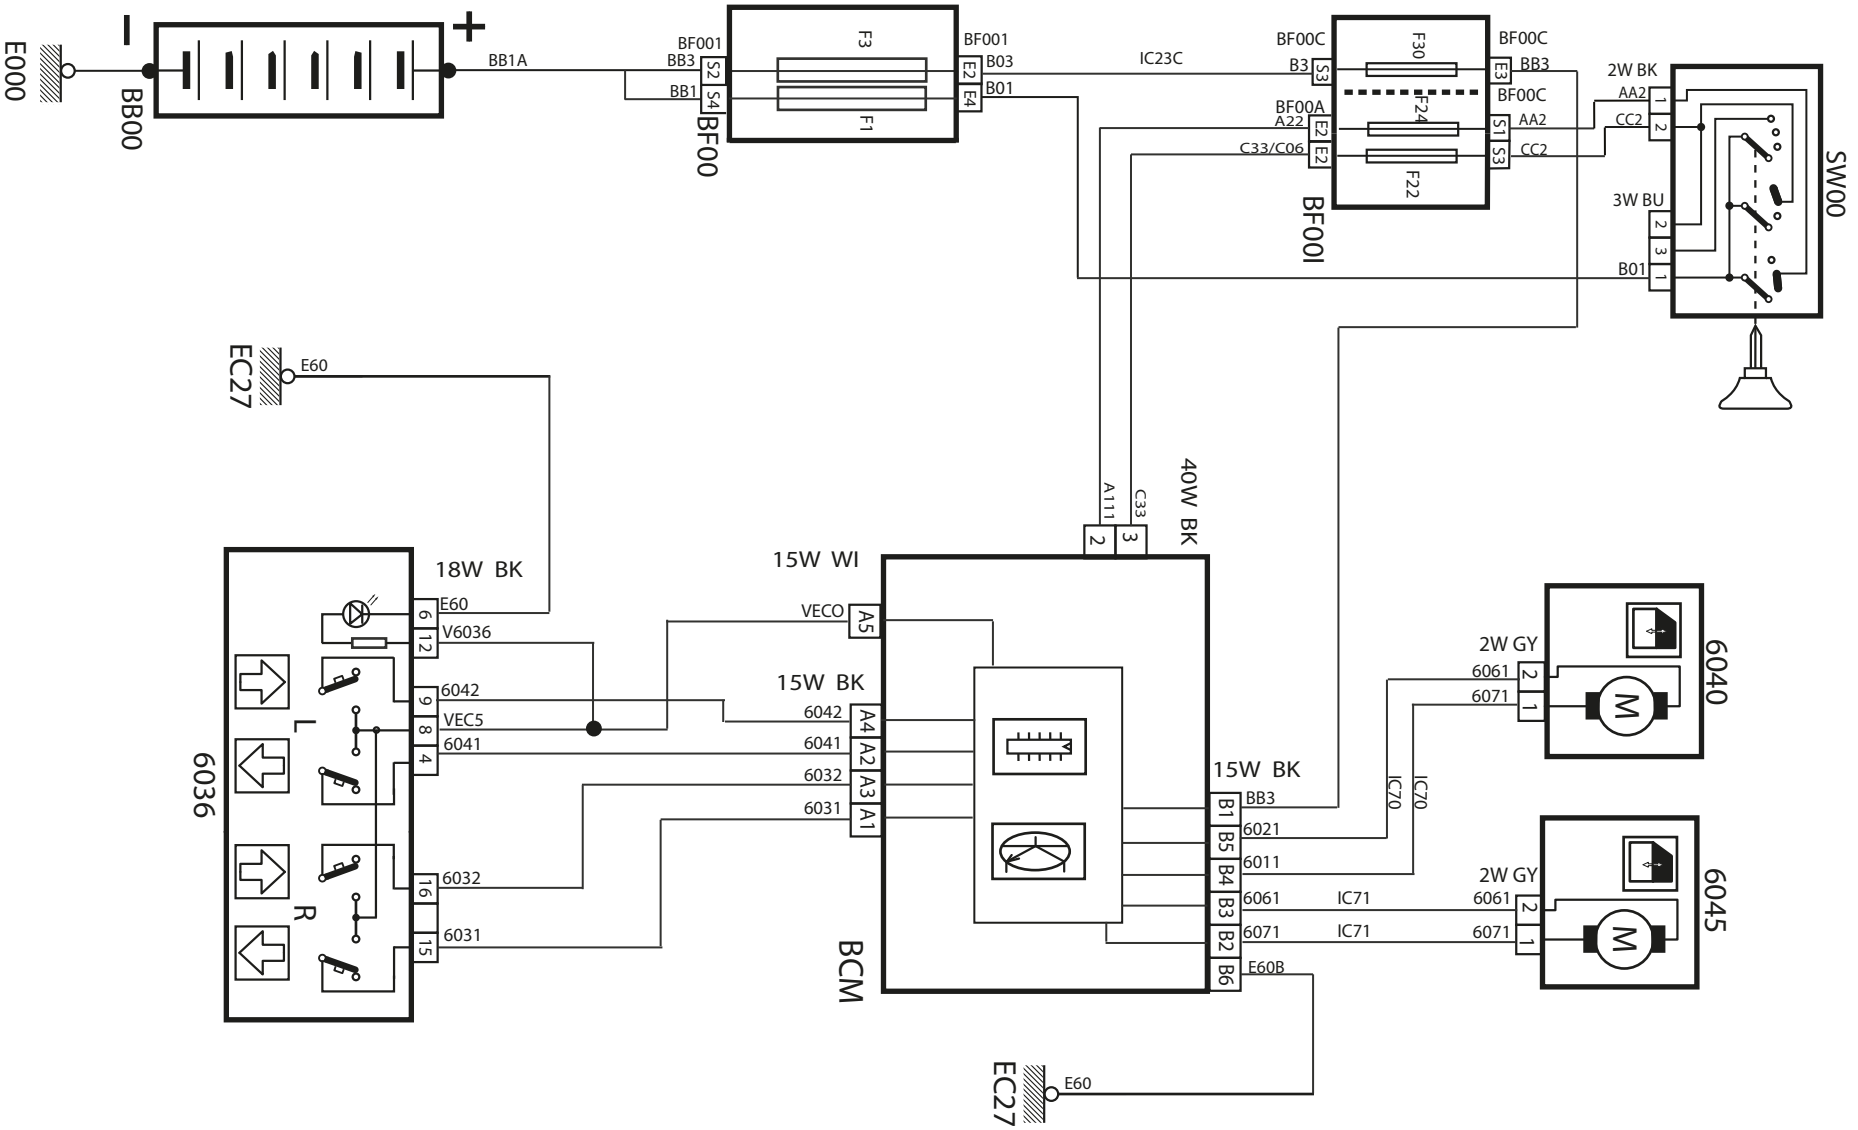 E000
−
BB00
+
BB1A
BF001
BB3
BB1
S2
S4
BF00
F3
F1
BF001
E2
E4
B03
B01
IC23C
BF00C
B3
S3
BF00A
A22
E2
C33/C06
E2
F30
F24
F22
BF00I
BF00C
E3
BB3
BF00C
S1
AA2
S3
CC2
2W BK
AA2
1
CC2
2
3W BU
2
3
B01
1
SW00
EC27
E60
A111
C33
40W BK
2
3
18W BK
6
E60
12
V6036
9
6042
8
VEC5
4
6041
16
6032
15
6031
L
R
6036
15W WI
VECO
A5
15W BK
6042
A4
6041
A2
6032
A3
6031
A1
BCM
15W BK
B1
BB3
B5
6021
B4
6011
B3
6061
B2
6071
B6
E60B
IC70
IC70
IC71
IC71
2W GY
6061
2
6071
1
M
6040
2W GY
6061
2
6071
1
M
6045
EC27
E60